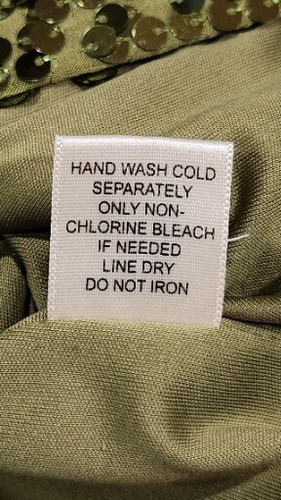 HAND WASH COLD
SEPARATELY
ONLY NON-
CHLORINE BLEACH
IF NEEDED
LINE DRY
DO NOT IRON